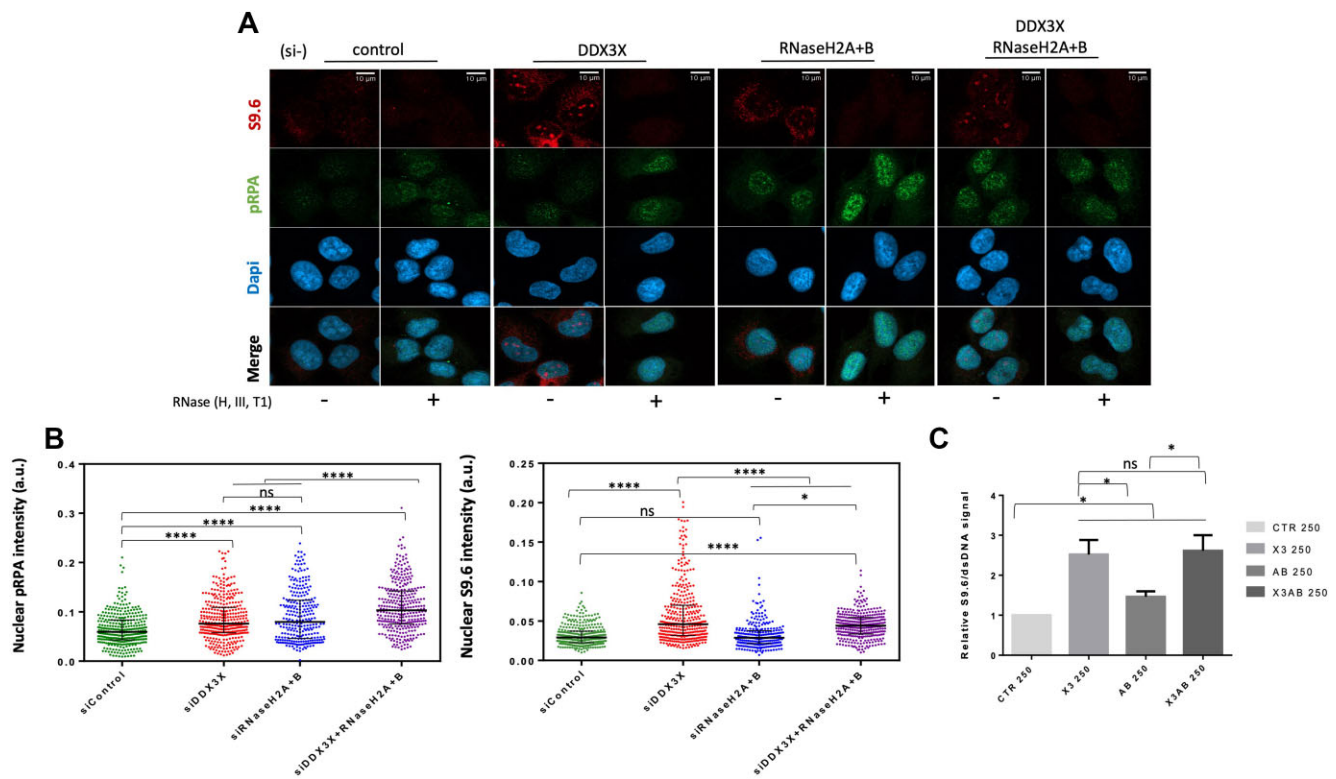 A
(si-) control DDX3X RNaseH2A+B DDX3X
RNaseH2A+B
10 µm 10 µm 10 µm 10 µm 10 µm 10 µm 10 µm 10 µm
S9.6
pRPA
Dapi
Merge
RNase (H, III, T1) - + - + - + - +
B
Nuclear pRPA intensity (a.u.)
0.4
0.3
0.2
0.1
0.0
****
ns
****
****
****
siControl
siDDX3X
siRNaseH2A+B
siDDX3X+RNaseH2A+B
Nuclear S9.6 intensity (a.u.)
0.25
0.20
0.15
0.10
0.05
0.00
****
****
*
ns
****
siControl
siDDX3X
siRNaseH2A+B
siDDX3X+RNaseH2A+B
C
Relative S9.6/dsDNA signal
4
3
2
1
0
*
ns
*
*
CTR 250
X3 250
AB 250
X3AB 250
CTR 250
X3 250
AB 250
X3AB 250